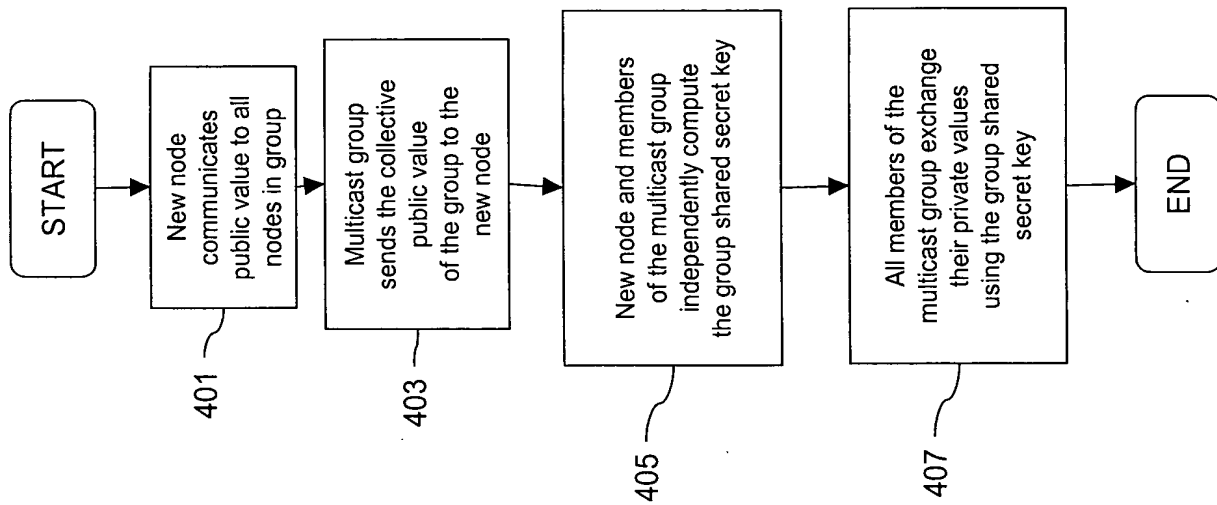 START
New node
communicates
public value to all
nodes in group
401
Multicast group
sends the collective
public value
of the group to the
new node
403
New node and members
of the multicast group
independently compute
the group shared secret key
405
All members of the
multicast group exchange
their private values
using the group shared
secret key
407
END